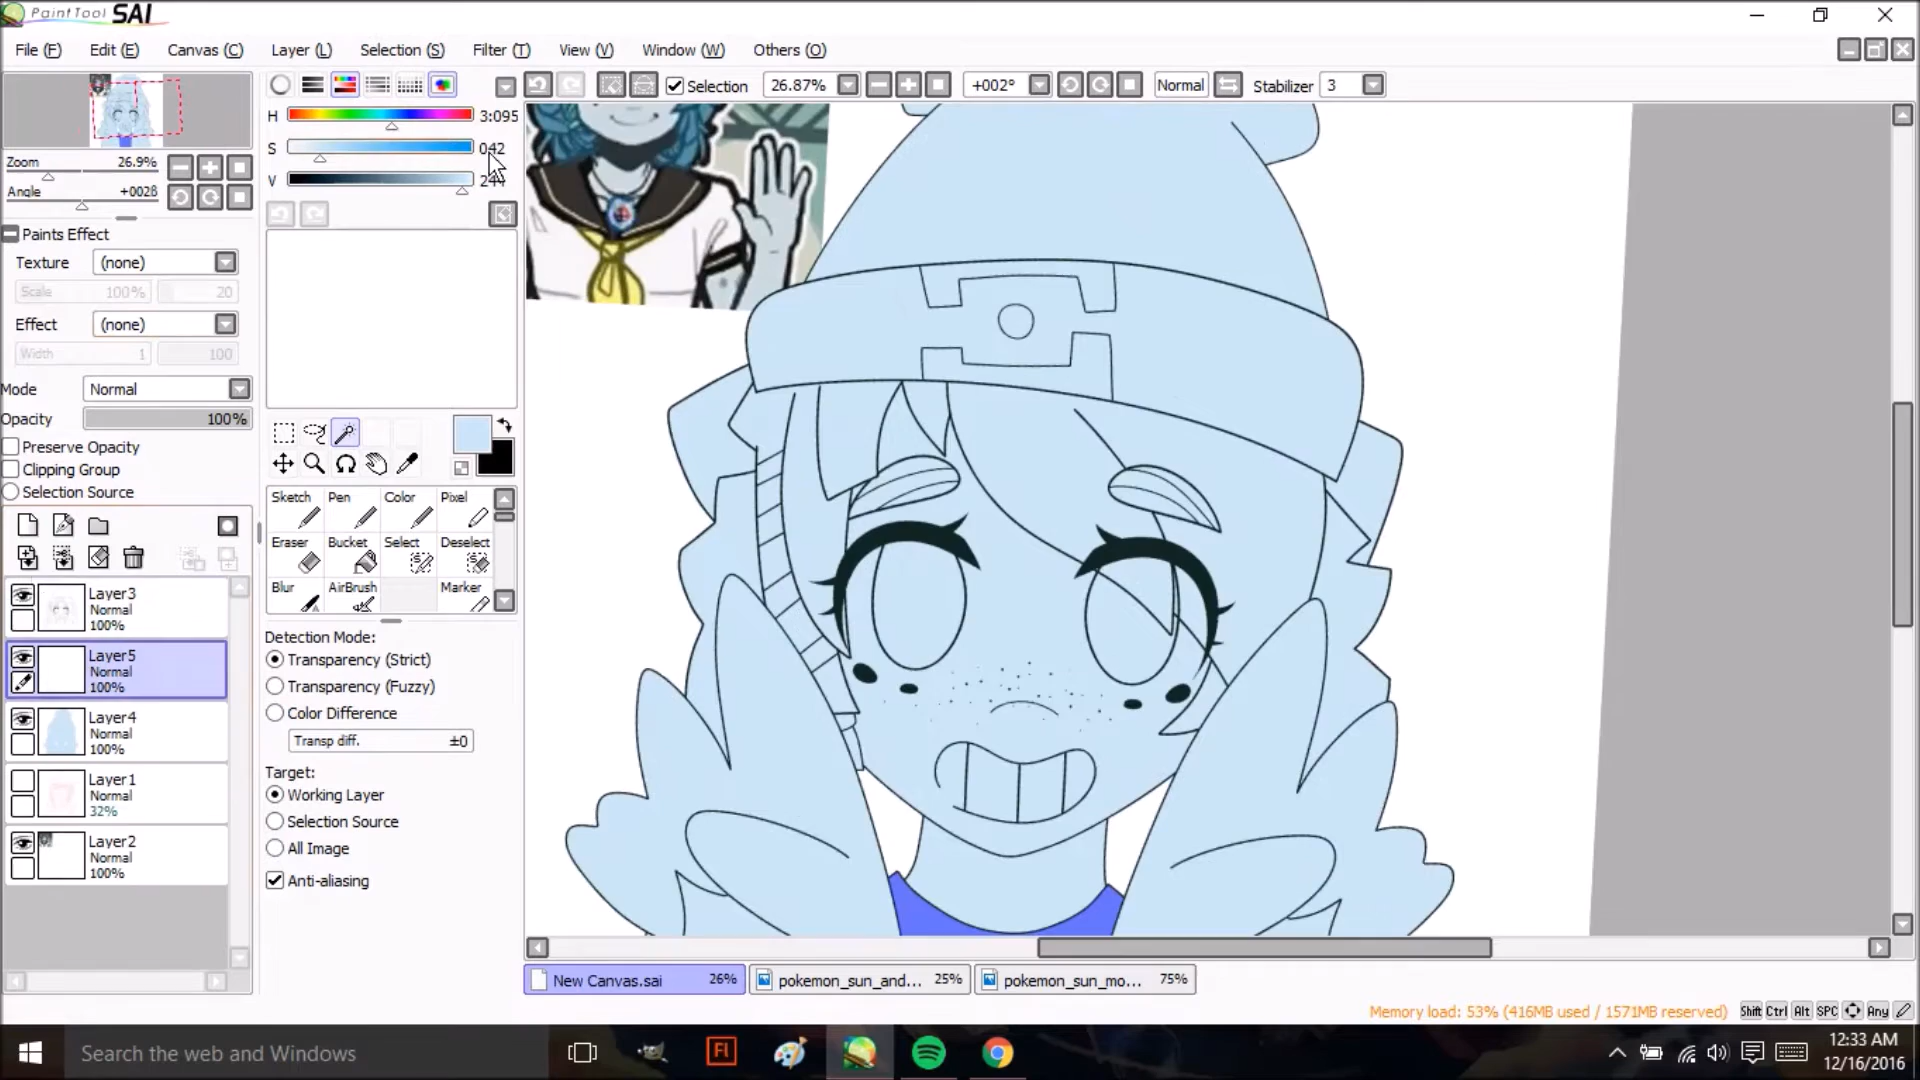 PaintTool SAI
File (F) Edit (E) Canvas (C) Layer (L) Selection (S) Filter (T) View (V) Window (W) Others (O)
Selection 26.87% +002° Normal Stabilizer 3
H 3:095
S 042
V
Zoom 26.9%
Angle +002ß
Paints Effect
Texture (none)
Scale 100% 20
Effect (none)
Width 1 100
Mode Normal
Opacity 100%
Preserve Opacity
Clipping Group
Selection Source
Layer3
Normal
100%
Layer5
Normal
100%
Layer4
Normal
100%
Layer1
Normal
32%
Layer2
Normal
100%
Sketch Pen Color Pixel
Eraser Bucket Select Deselect
Blur AirBrush Marker
Detection Mode:
Transparency (Strict)
Transparency (Fuzzy)
Color Difference
Transp diff. ±0
Target:
Working Layer
Selection Source
All Image
Anti-aliasing
New Canvas.sai 26% pokemon_sun_and... 25% pokemon_sun_mo... 75%
Memory load: 53% (416MB used / 1571MB reserved) Shift Ctrl Alt SPC Any
Search the web and Windows
Fl
12:33 AM
12/16/2016